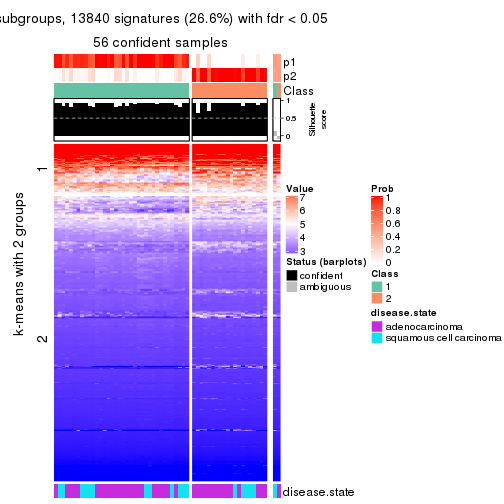 subgroups, 13840 signatures (26.6%) with fdr < 0.05
56 confident samples
p1
p2
Class
1
0.5
0
Silhouette
score
k-means with 2 groups
1
2
Value
7
6
5
4
3
Status (barplots)
confident
ambiguous
Prob
1
0.8
0.6
0.4
0.2
0
Class
1
2
disease.state
adenocarcinoma
squamous cell carcinoma
disease.state